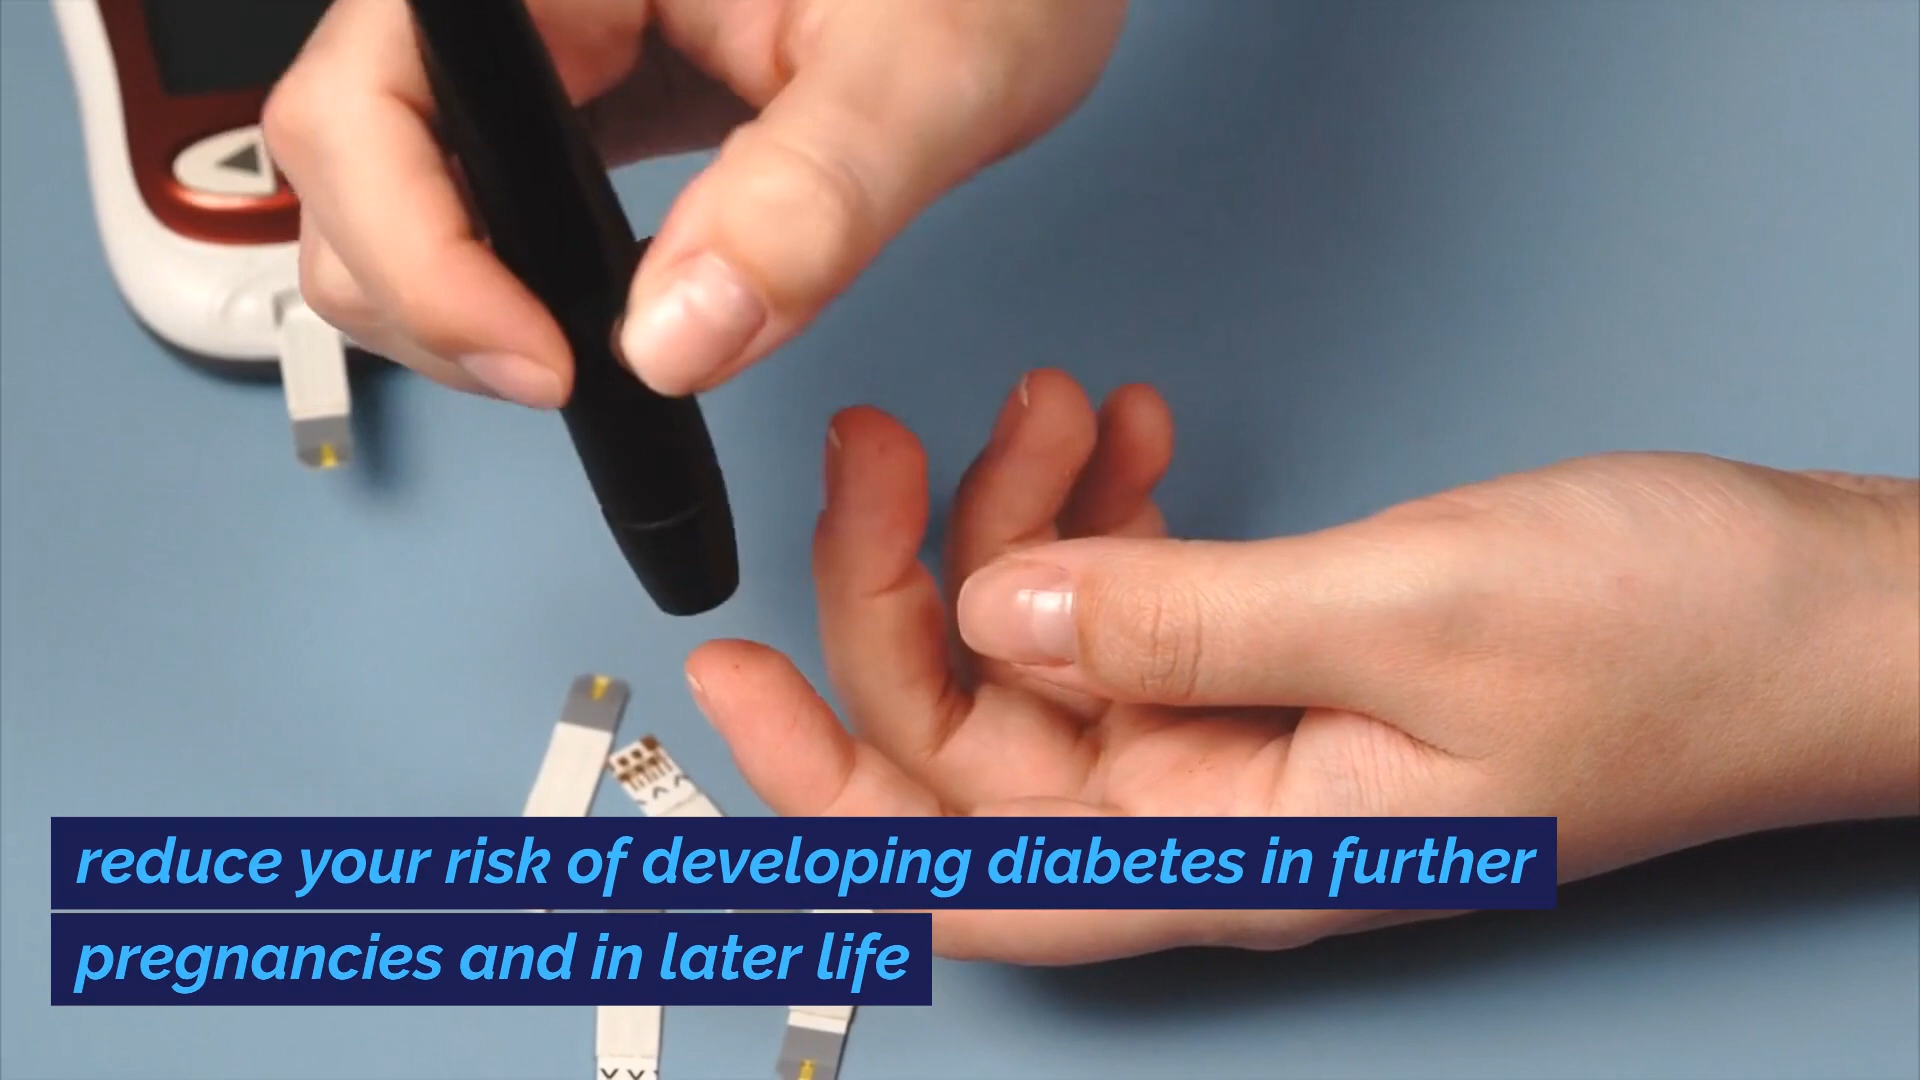 reduce your risk of developing diabetes in further
pregnancies and in later life